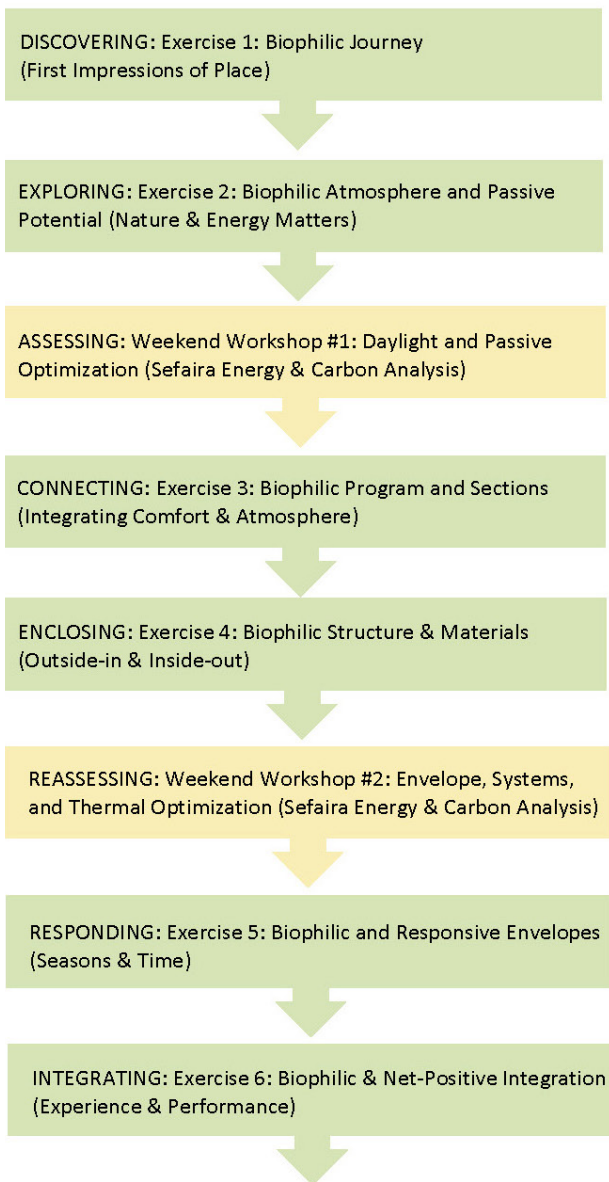 DISCOVERING: Exercise 1: Biophilic Journey
(First Impressions of Place)
EXPLORING: Exercise 2: Biophilic Atmosphere and Passive
Potential (Nature & Energy Matters)
ASSESSING: Weekend Workshop #1: Daylight and Passive
Optimization (Sefaira Energy & Carbon Analysis)
CONNECTING: Exercise 3: Biophilic Program and Sections
(Integrating Comfort & Atmosphere)
ENCLOSING: Exercise 4: Biophilic Structure & Materials
(Outside-in & Inside-out)
REASSESSING: Weekend Workshop #2: Envelope, Systems,
and Thermal Optimization (Sefaira Energy & Carbon Analysis)
RESPONDING: Exercise 5: Biophilic and Responsive Envelopes
(Seasons & Time)
INTEGRATING: Exercise 6: Biophilic & Net-Positive Integration
(Experience & Performance)